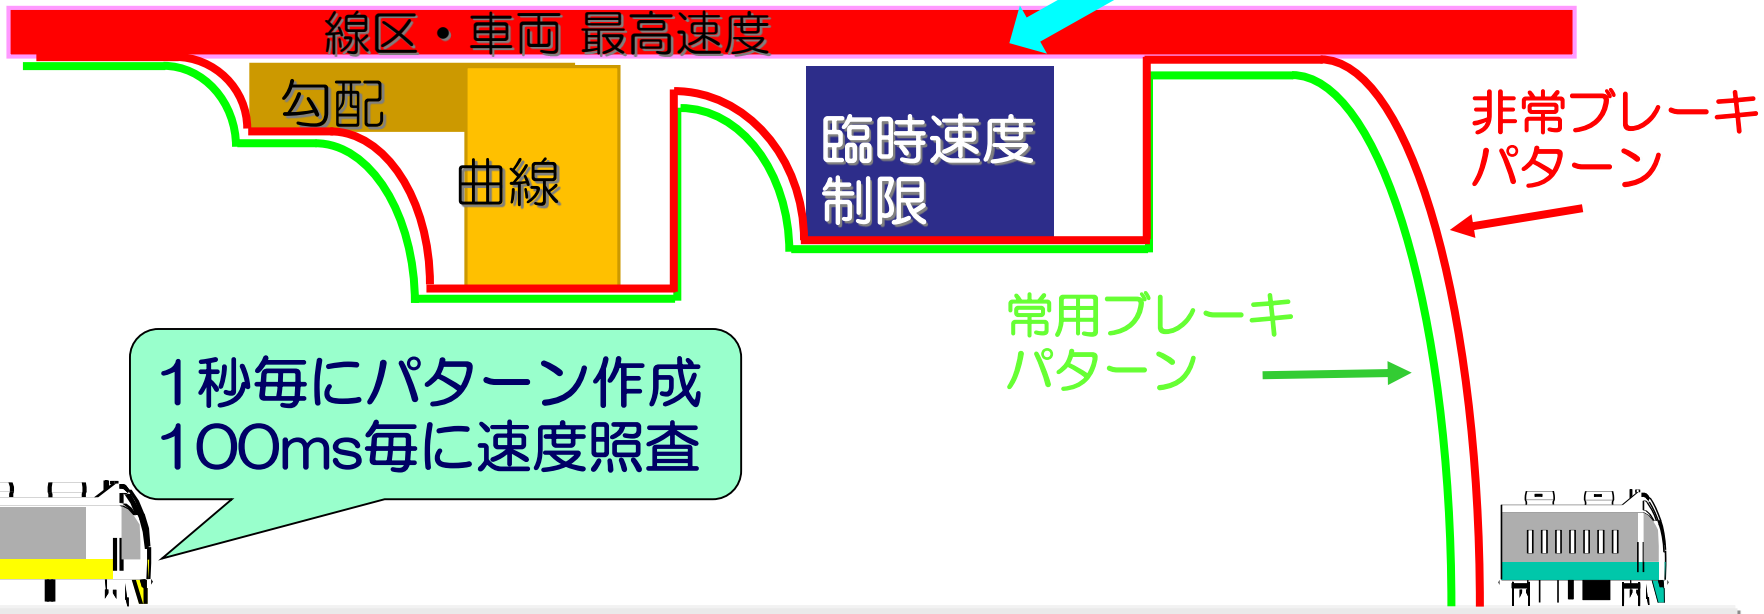 線区・車両 最高速度
勾配
曲線
臨時速度
制限
非常ブレーキ
パターン
常用ブレーキ
パターン
1秒毎にパターン作成
100ms毎に速度照査